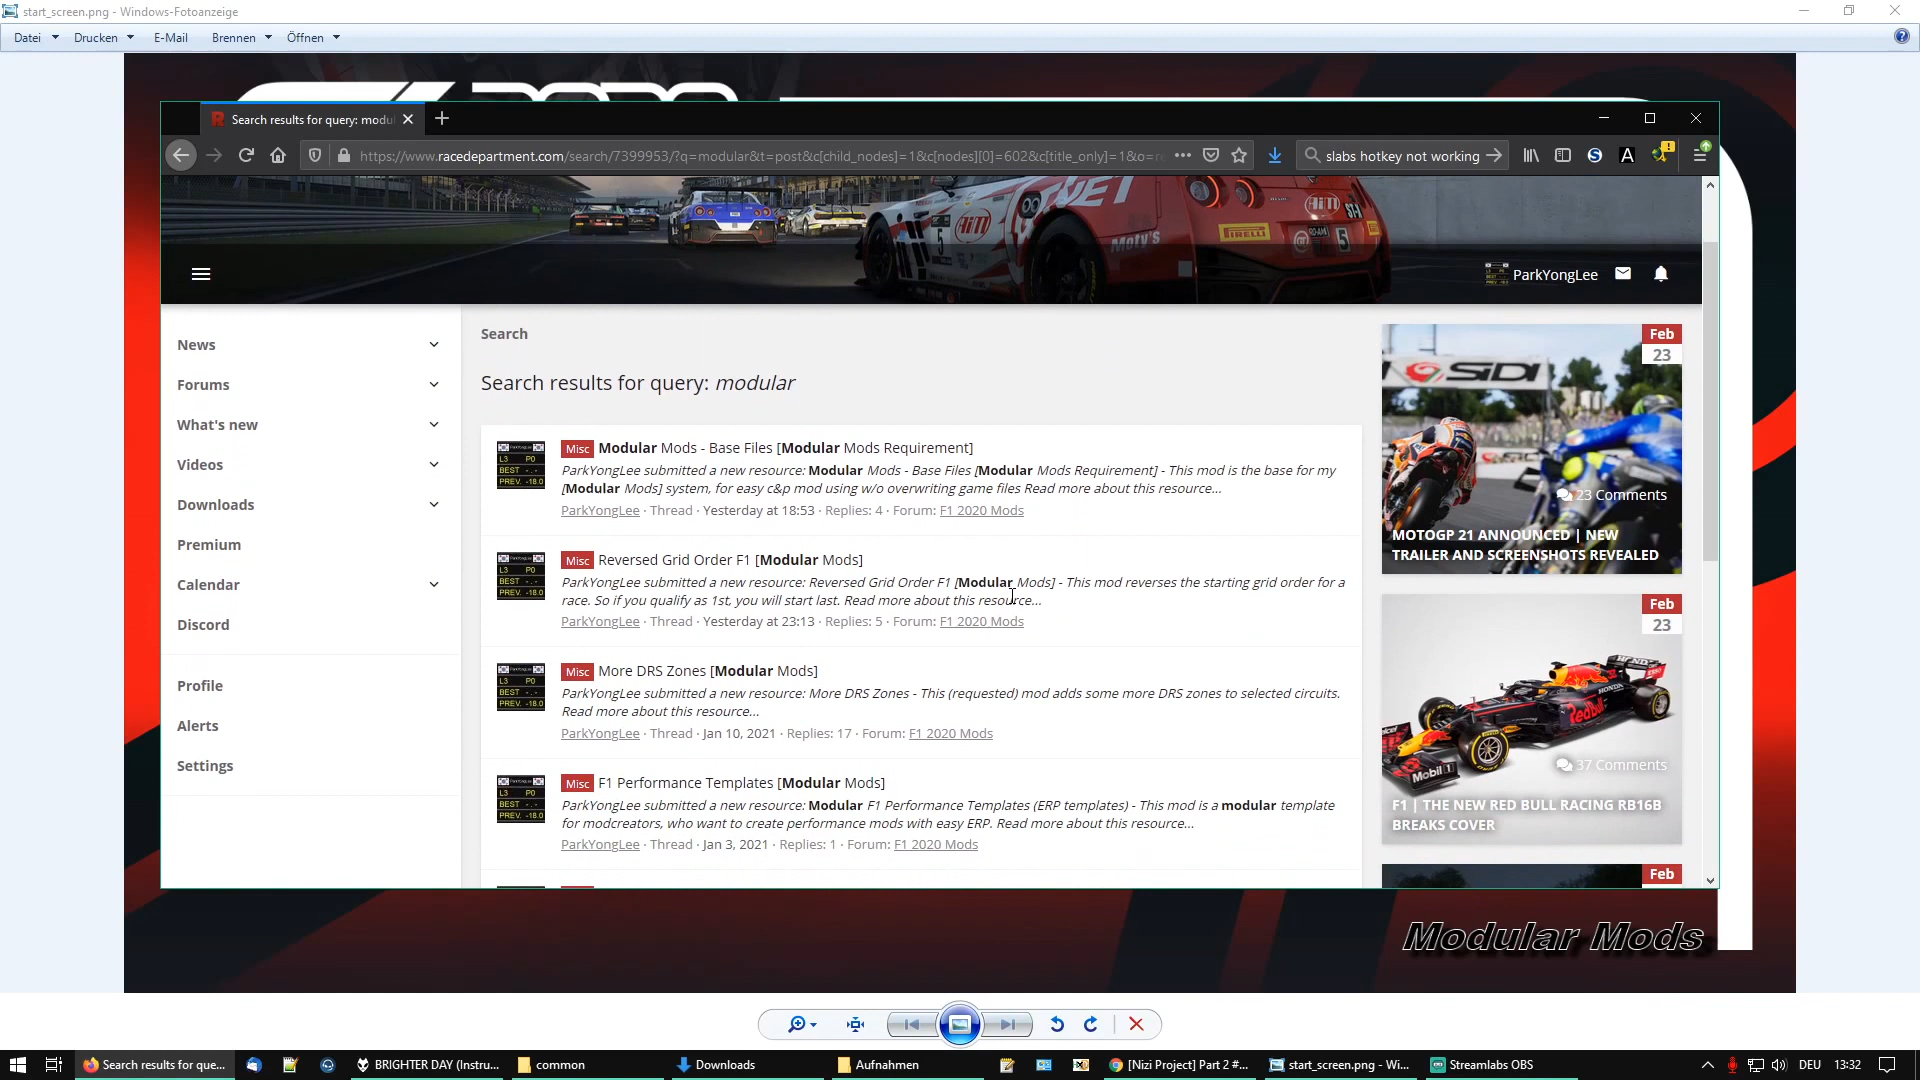 start_screen.png - Windows-Fotoanzeige
Datei
Drucken
E-Mail
Brennen
Öffnen
Search results for query: modu
https://www.racedepartment.com/search/7399953/?q=modular&t=post&c[child_nodes]=1&c[nodes][0]=602&c[title_only]=1&o=re
slabs hotkey not working
ParkYongLee
News
Forums
What's new
Videos
Downloads
Premium
Calendar
Discord
Profile
Alerts
Settings
Search
Search results for query: modular
Misc Modular Mods - Base Files [Modular Mods Requirement]
ParkYongLee submitted a new resource: Modular Mods - Base Files [Modular Mods Requirement] - This mod is the base for my
[Modular Mods] system, for easy c&p mod using w/o overwriting game files Read more about this resource...
ParkYongLee · Thread · Yesterday at 18:53 · Replies: 4 · Forum: F1 2020 Mods
Misc Reversed Grid Order F1 [Modular Mods]
ParkYongLee submitted a new resource: Reversed Grid Order F1 [Modular Mods] - This mod reverses the starting grid order for a
race. So if you qualify as 1st, you will start last. Read more about this resource...
ParkYongLee · Thread · Yesterday at 23:13 · Replies: 5 · Forum: F1 2020 Mods
Misc More DRS Zones [Modular Mods]
ParkYongLee submitted a new resource: More DRS Zones - This (requested) mod adds some more DRS zones to selected circuits.
Read more about this resource...
ParkYongLee · Thread · Jan 10, 2021 · Replies: 17 · Forum: F1 2020 Mods
Misc F1 Performance Templates [Modular Mods]
ParkYongLee submitted a new resource: Modular F1 Performance Templates (ERP templates) - This mod is a modular template
for modcreators, who want to create performance mods with easy ERP. Read more about this resource...
ParkYongLee · Thread · Jan 3, 2021 · Replies: 1 · Forum: F1 2020 Mods
Feb
23
SIDI
23 Comments
MOTOGP 21 ANNOUNCED | NEW
TRAILER AND SCREENSHOTS REVEALED
Feb
23
HONDA
RedBull
Mobil 1
37 Comments
F1 | THE NEW RED BULL RACING RB16B
BREAKS COVER
Feb
AIM
Moty's
PIRELLI
5
Modular Mods
Search results for que...
BRIGHTER DAY (Instru...
common
Downloads
Aufnahmen
[Nizi Project] Part 2 #...
start_screen.png - Wi...
Streamlabs OBS
DEU
13:32